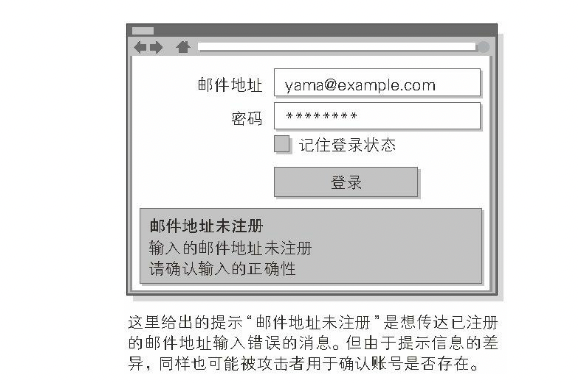 邮件地址 yama@example.com
密码 ********
记住登录状态
登录
邮件地址未注册
输入的邮件地址未注册
请确认输入的正确性
这里给出的提示“邮件地址未注册”是想传达已注册
的邮件地址输入错误的消息。但由于提示信息的差
异，同样也可能被攻击者用于确认账号是否存在。